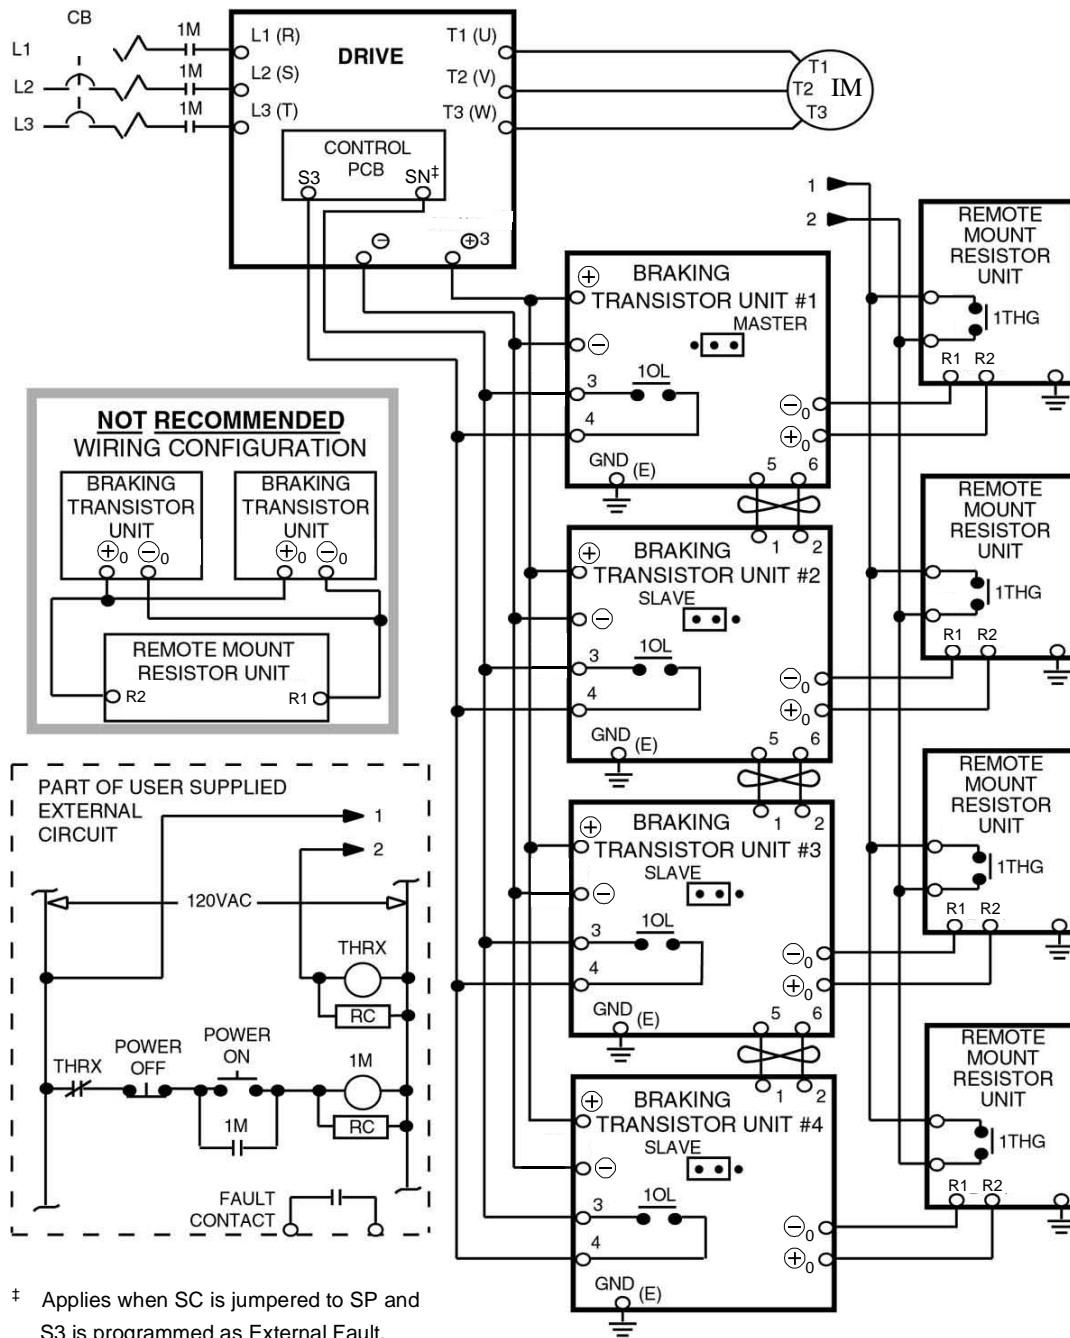 CB
L1
L2
L3
1M
1M
1M
L1 (R)
L2 (S)
L3 (T)
DRIVE
T1 (U)
T2 (V)
T3 (W)
T1
T2
T3
IM
CONTROL
PCB
S3
SN‡
⊖
⊕3
1
2
⊕
BRAKING
TRANSISTOR UNIT #1
MASTER
⊖
3
1OL
4
⊖0
⊕0
GND (E)
5
6
REMOTE
MOUNT
RESISTOR
UNIT
1THG
R1
R2
1
2
⊕
BRAKING
TRANSISTOR UNIT #2
SLAVE
⊖
3
1OL
4
⊖0
⊕0
GND (E)
5
6
REMOTE
MOUNT
RESISTOR
UNIT
1THG
R1
R2
1
2
⊕
BRAKING
TRANSISTOR UNIT #3
SLAVE
⊖
3
1OL
4
⊖0
⊕0
GND (E)
5
6
REMOTE
MOUNT
RESISTOR
UNIT
1THG
R1
R2
1
2
⊕
BRAKING
TRANSISTOR UNIT #4
SLAVE
⊖
3
1OL
4
⊖0
⊕0
GND (E)
REMOTE
MOUNT
RESISTOR
UNIT
1THG
R1
R2
NOT RECOMMENDED
WIRING CONFIGURATION
BRAKING
TRANSISTOR
UNIT
⊕0 ⊖0
BRAKING
TRANSISTOR
UNIT
⊕0 ⊖0
REMOTE MOUNT
RESISTOR UNIT
R2
R1
PART OF USER SUPPLIED
EXTERNAL
CIRCUIT
1
2
120VAC
THRX
RC
THRX
POWER
OFF
POWER
ON
1M
1M
RC
FAULT
CONTACT
‡ Applies when SC is jumpered to SP and
S3 is programmed as External Fault.